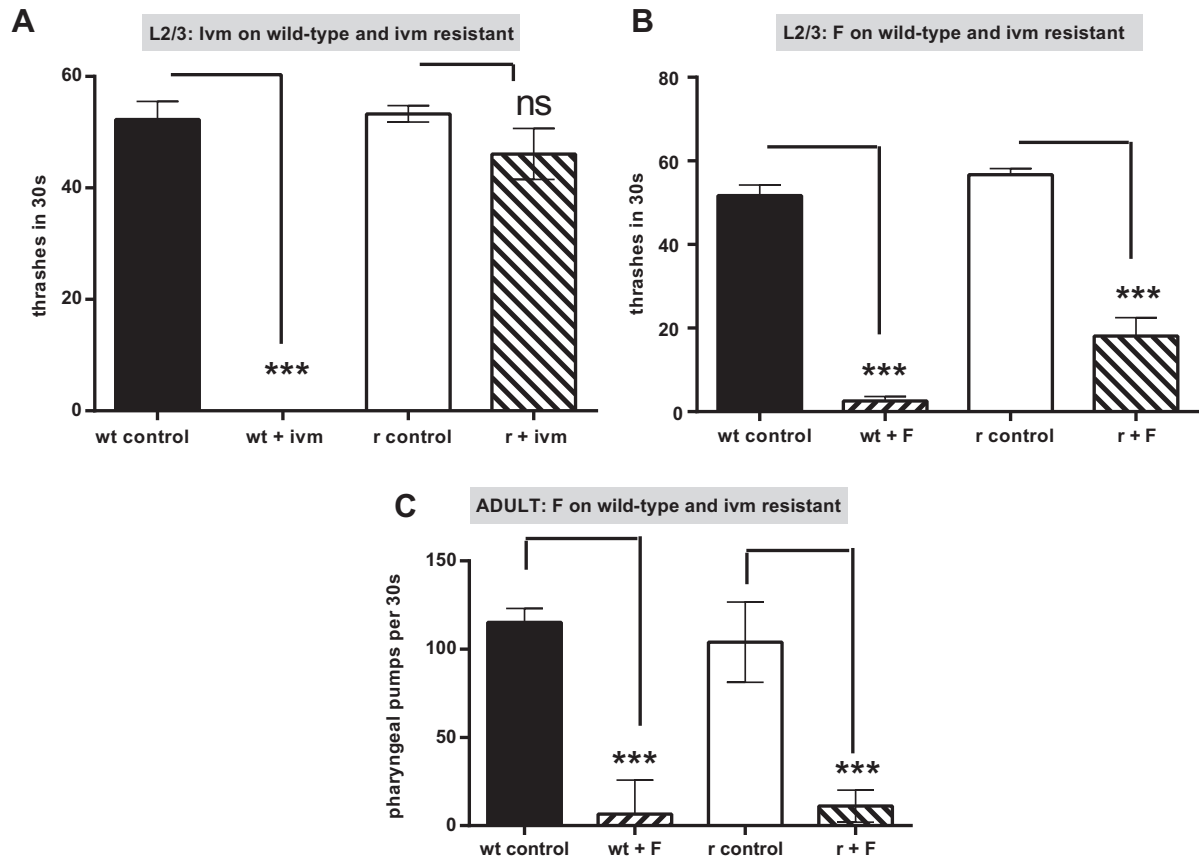 A
L2/3: Ivm on wild-type and ivm resistant
thrashes in 30s
60
40
20
0
***
ns
wt control wt + ivm r control r + ivm
B
L2/3: F on wild-type and ivm resistant
thrashes in 30s
80
60
40
20
0
***
***
wt control wt + F r control r + F
C
ADULT: F on wild-type and ivm resistant
pharyngeal pumps per 30s
150
100
50
0
***
***
wt control wt + F r control r + F